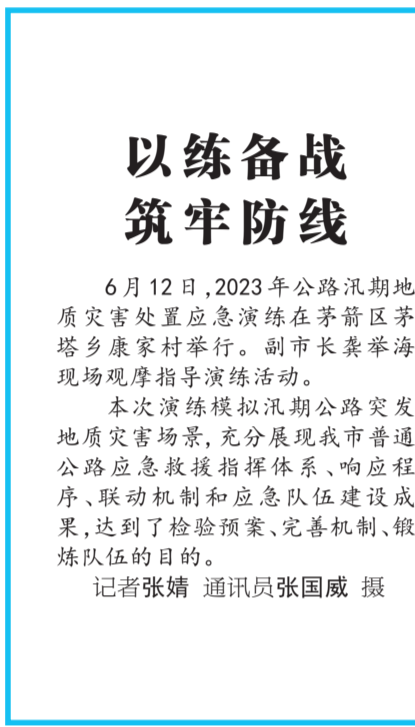 以练备战
筑牢防线
6月12日,2023年公路汛期地
质灾害处置应急演练在茅箭区茅
塔乡康家村举行。副市长龚举海
现场观摩指导演练活动。
本次演练模拟汛期公路突发
地质灾害场景,充分展现我市普通
公路应急救援指挥体系、响应程
序、联动机制和应急队伍建设成
果,达到了检验预案、完善机制、锻
炼队伍的目的。
记者张婧 通讯员张国威 摄